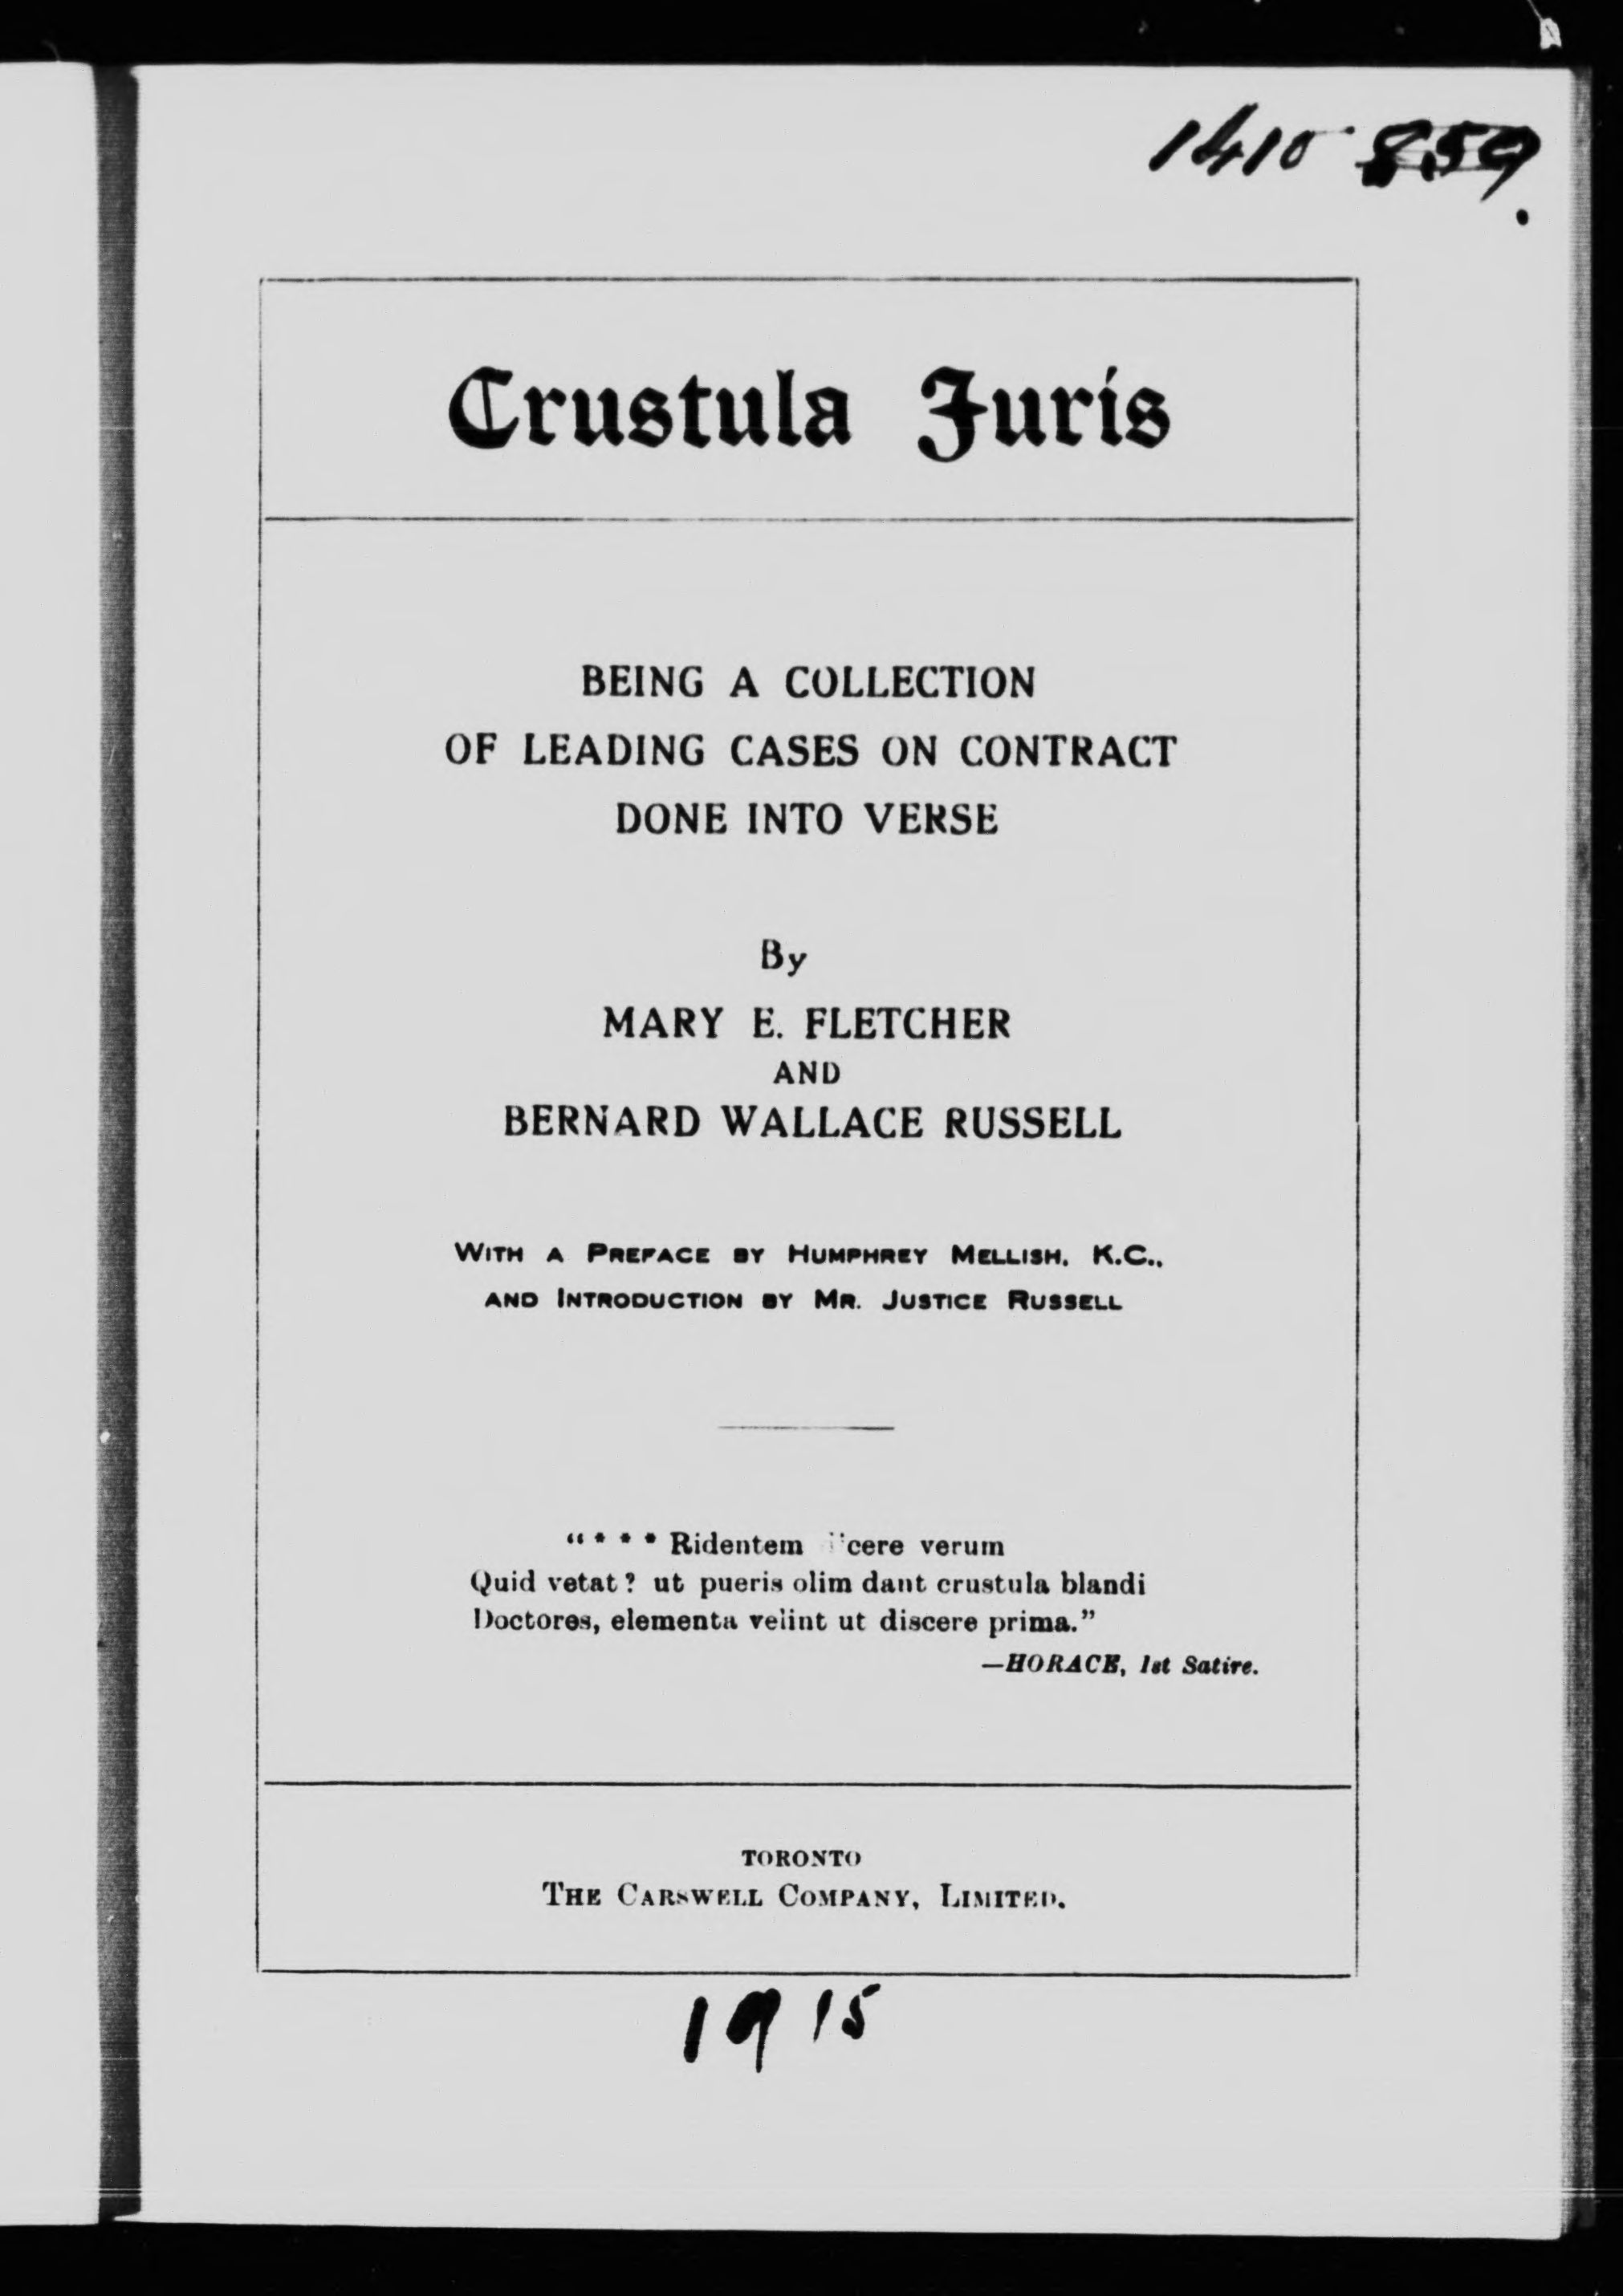 1410 859.
Crustula Juris
BEING A COLLECTION
OF LEADING CASES ON CONTRACT
DONE INTO VERSE
By
MARY E. FLETCHER
AND
BERNARD WALLACE RUSSELL
WITH A PREFACE BY HUMPHREY MELLISH, K.C.,
AND INTRODUCTION BY MR. JUSTICE RUSSELL
“ * * * Ridentem verum
Quid vetat? ut pueris olim dant crustula blandi
Doctores, elementa velint ut discere prima.”
—HORACE, 1st Satire.
TORONTO
THE CARSWELL COMPANY, LIMITED.
1915